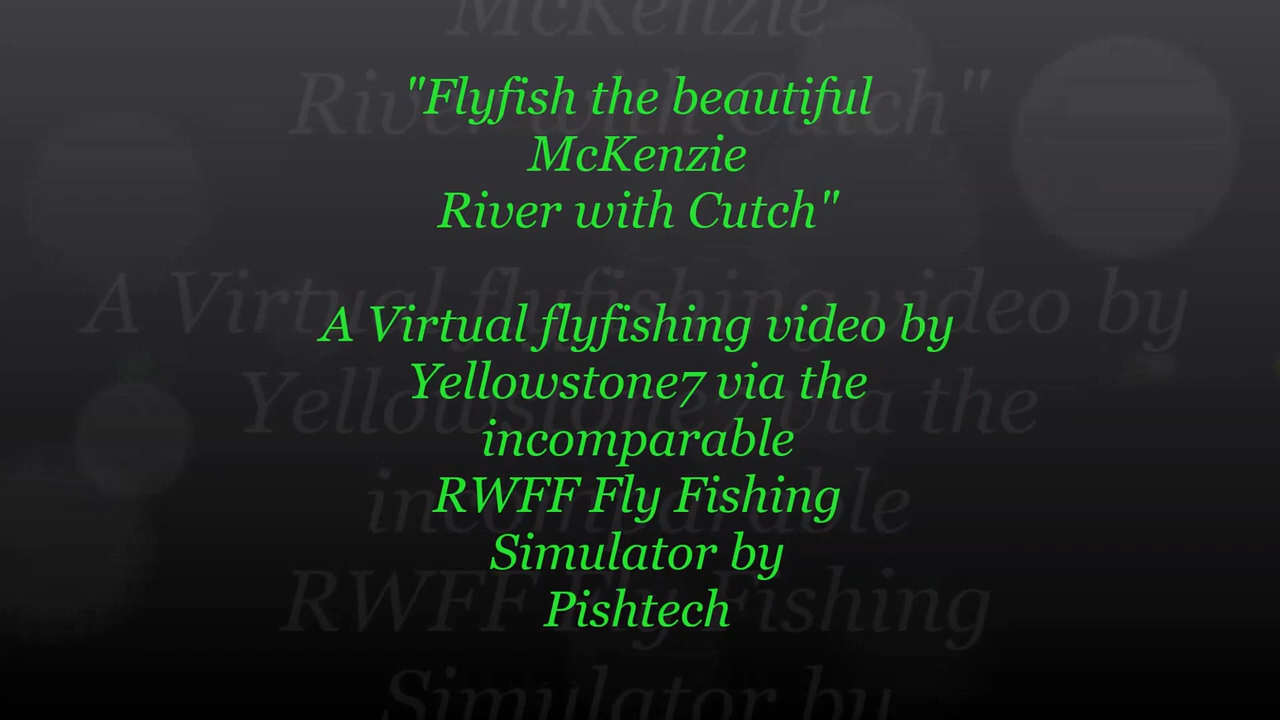 "Flyfish the beautiful
McKenzie
River with Cutch"
A Virtual flyfishing video by
Yellowstone7 via the
incomparable
RWFF Fly Fishing
Simulator by
Pishtech